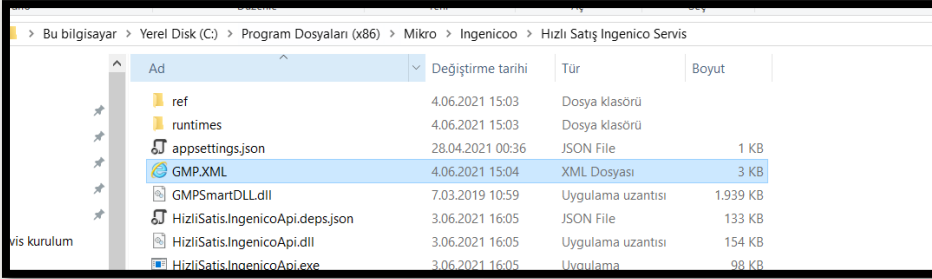 Bu bilgisayar > Yerel Disk (C:) > Program Dosyaları (x86) > Mikro > Ingenicoo > Hızlı Satış Ingenico Servis
Ad Değiştirme tarihi Tür Boyut
ref 4.06.2021 15:03 Dosya klasörü
runtimes 4.06.2021 15:03 Dosya klasörü
appsettings.json 28.04.2021 00:36 JSON File 1 KB
GMP.XML 4.06.2021 15:04 XML Dosyası 3 KB
GMPSmartDLL.dll 7.03.2019 10:59 Uygulama uzantısı 1.939 KB
HizliSatis.IngenicoApi.deps.json 3.06.2021 16:05 JSON File 133 KB
vis kurulum
HizliSatis.IngenicoApi.dll 3.06.2021 16:05 Uygulama uzantısı 154 KB
HizliSatis.IngenicoApi.exe 3.06.2021 16:05 Uygulama 98 KB